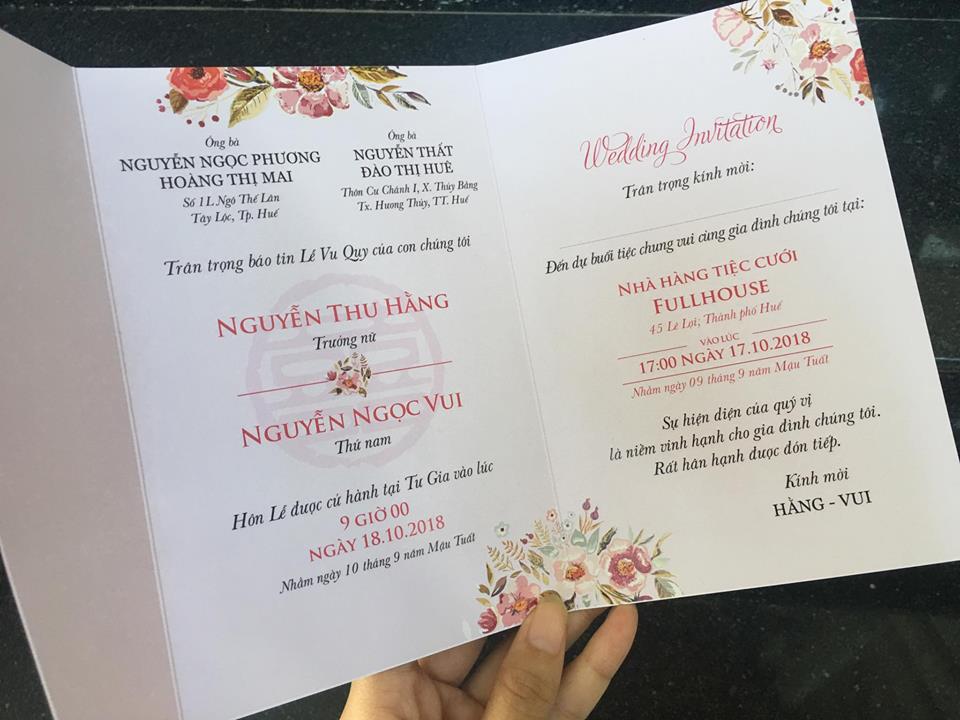 Ông bà
NGUYỄN NGỌC PHƯƠNG
HOÀNG THỊ MAI
Số 1L Ngô Thế Lân
Tây Lộc, Tp. Huế
Ông bà
NGUYỄN THẤT
ĐÀO THỊ HUÊ
Thôn Cư Chánh I, X. Thủy Bằng
Tx. Hương Thủy, TT. Huế
Trân trọng báo tin Lễ Vu Quy của con chúng tôi
NGUYỄN THU HẰNG
Trưởng nữ
NGUYỄN NGỌC VUI
Thứ nam
Hôn Lễ được cử hành tại Tư Gia vào lúc
9 GIỜ 00
NGÀY 18.10.2018
Nhằm ngày 10 tháng 9 năm Mậu Tuất
Wedding Invitation
Trân trọng kính mời:
Đến dự buổi tiệc chung vui cùng gia đình chúng tôi tại:
NHÀ HÀNG TIỆC CƯỚI
FULLHOUSE
45 Lê Lợi; Thành phố Huế
VÀO LÚC
17:00 NGÀY 17.10.2018
Nhằm ngày 09 tháng 9 năm Mậu Tuất
Sự hiện diện của quý vị
là niềm vinh hạnh cho gia đình chúng tôi.
Rất hân hạnh được đón tiếp.
Kính mời
HẰNG - VUI